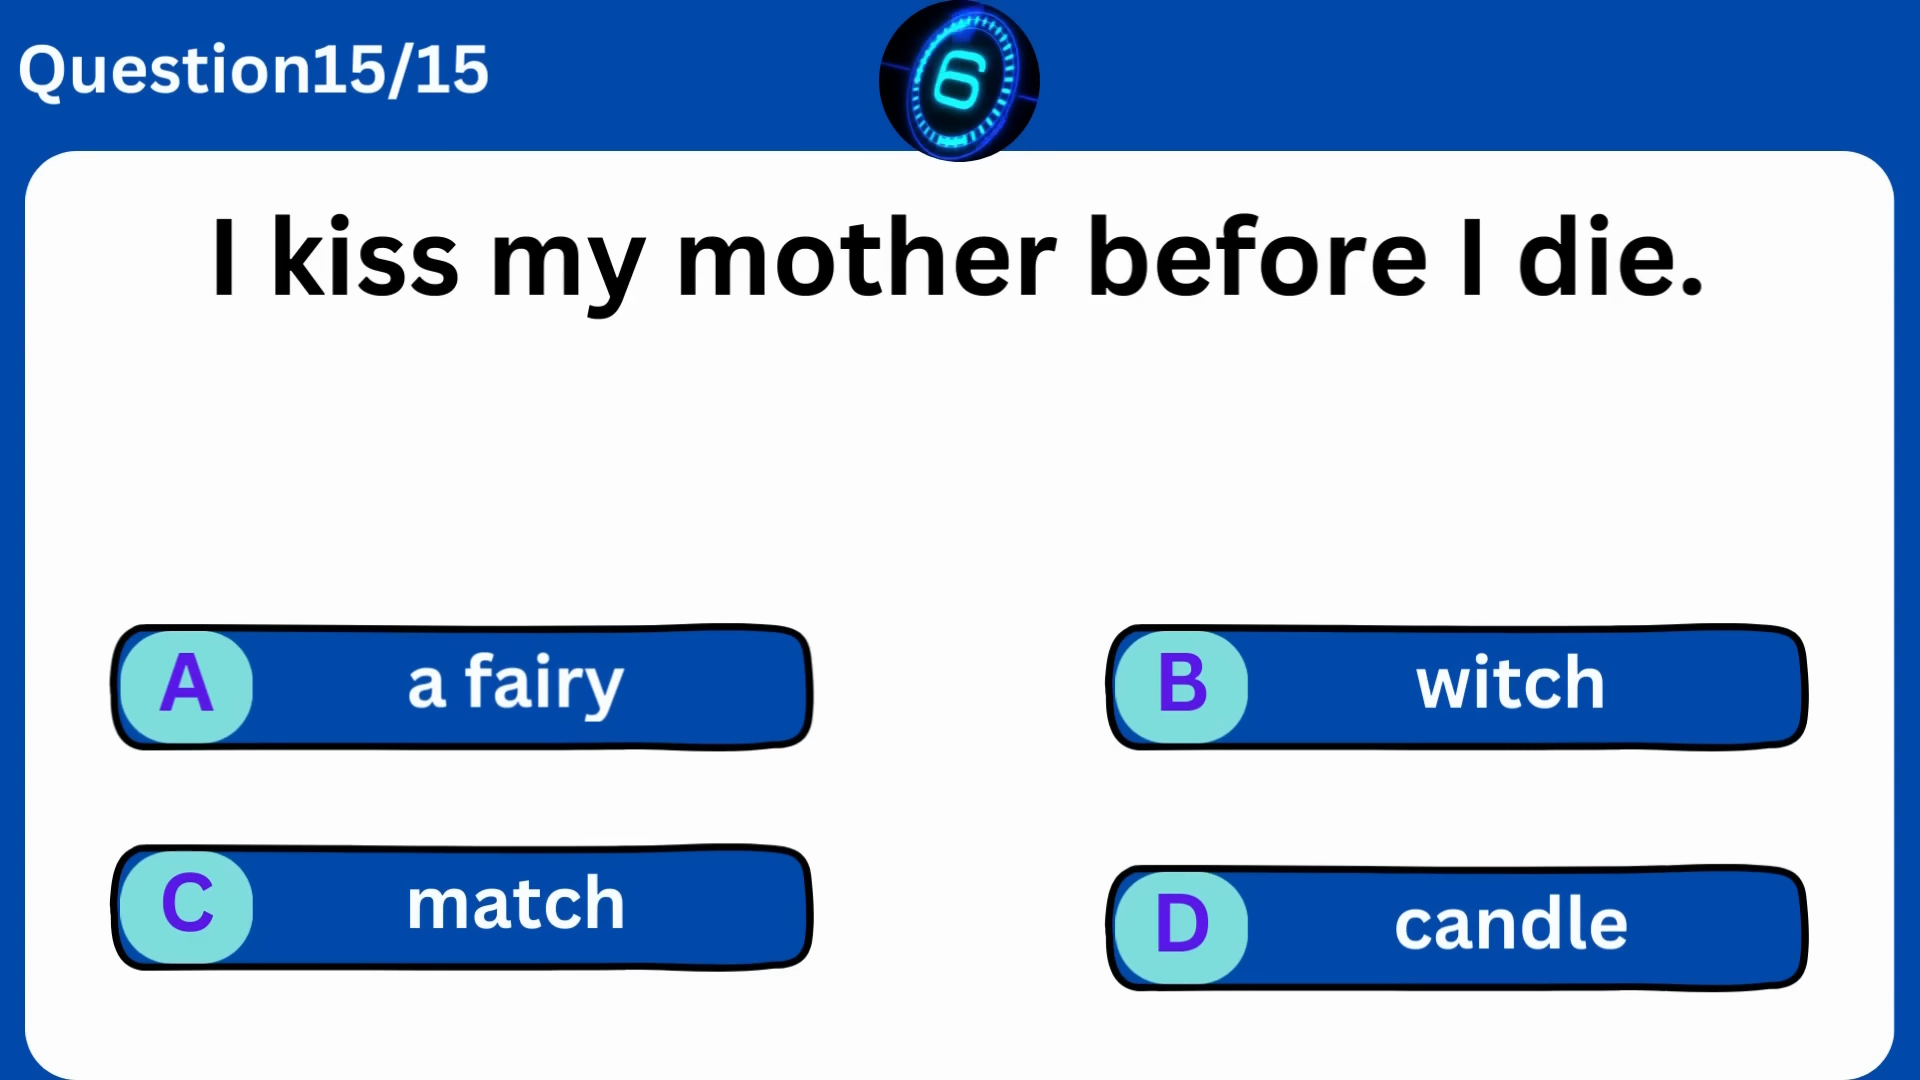 Question15/15
6
I kiss my mother before I die.
A a fairy
B witch
C match
D candle